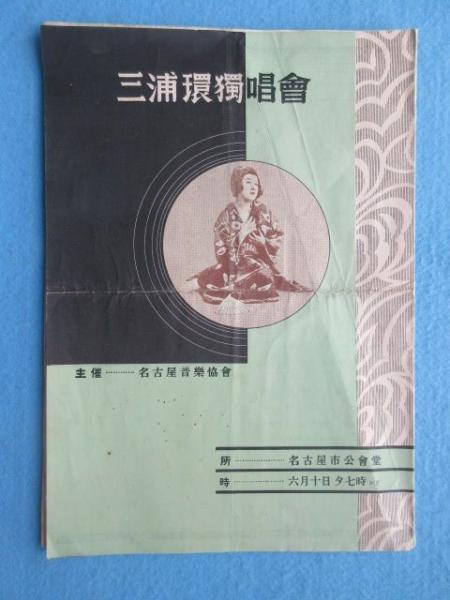 三浦環獨唱會
主催………名古屋音樂協會
所…………名古屋市公會堂
時…………六月十日夕七時